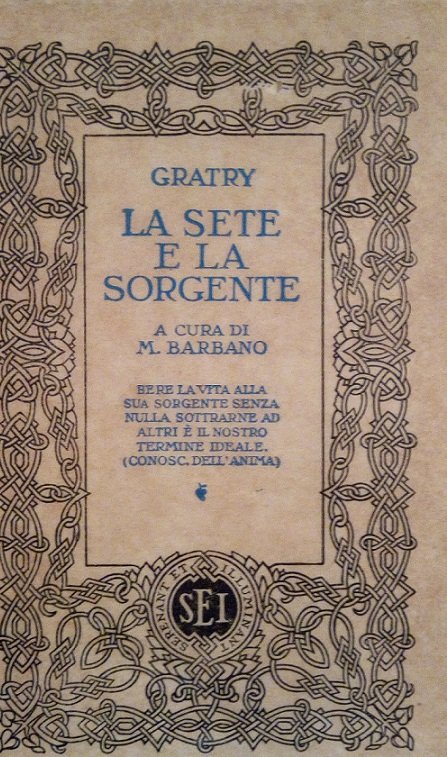 GRATRY
LA SETE
E LA
SORGENTE
A CURA DI
M. BARBANO
BERE LA VITA ALLA
SUA SORGENTE SENZA
NULLA SOTTRARNE AD
ALTRI È IL NOSTRO
TERMINE IDEALE.
(CONOSC. DELL'ANIMA)
SERENANT ET ILLUMINANT
SEI